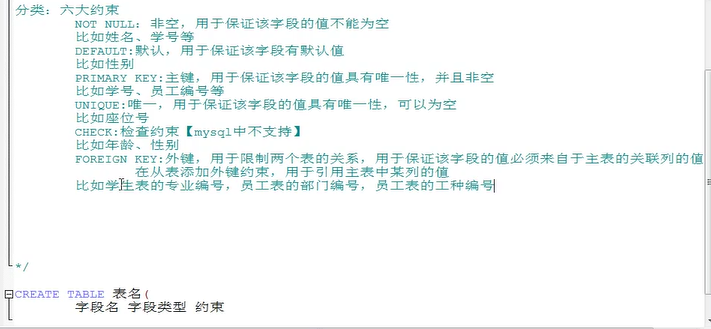 分类：六大约束
NOT NULL：非空，用于保证该字段的值不能为空
比如姓名、学号等
DEFAULT:默认，用于保证该字段有默认值
比如性别
PRIMARY KEY:主键，用于保证该字段的值具有唯一性，并且非空
比如学号、员工编号等
UNIQUE:唯一，用于保证该字段的值具有唯一性，可以为空
比如座位号
CHECK:检查约束【mysql中不支持】
比如年龄、性别
FOREIGN KEY:外键，用于限制两个表的关系，用于保证该字段的值必须来自于主表的关联列的值
在从表添加外键约束，用于引用主表中某列的值
比如学生表的专业编号，员工表的部门编号，员工表的工种编号
*/
CREATE TABLE 表名(
字段名 字段类型 约束